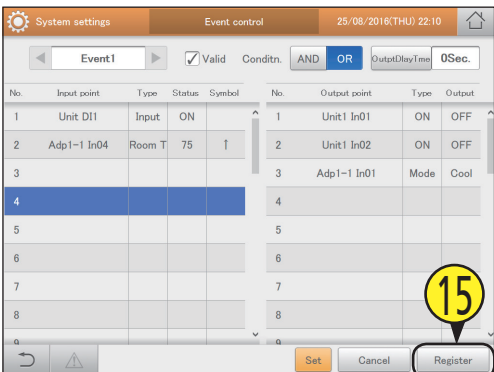 System settings Event control 25/08/2016(THU) 22:10
Event1 Valid Conditn. AND OR OutptDlayTme 0Sec.
No. Input point Type Status Symbol No. Output point Type Output
1 Unit DI1 Input ON 1 Unit1 In01 ON OFF
2 Adp1-1 In04 Room T 75 ↑ 2 Unit1 In02 ON OFF
3 3 Adp1-1 In01 Mode Cool
4 4
5 5
6 6
7 7
8 8
9 9
15
Set Cancel Register